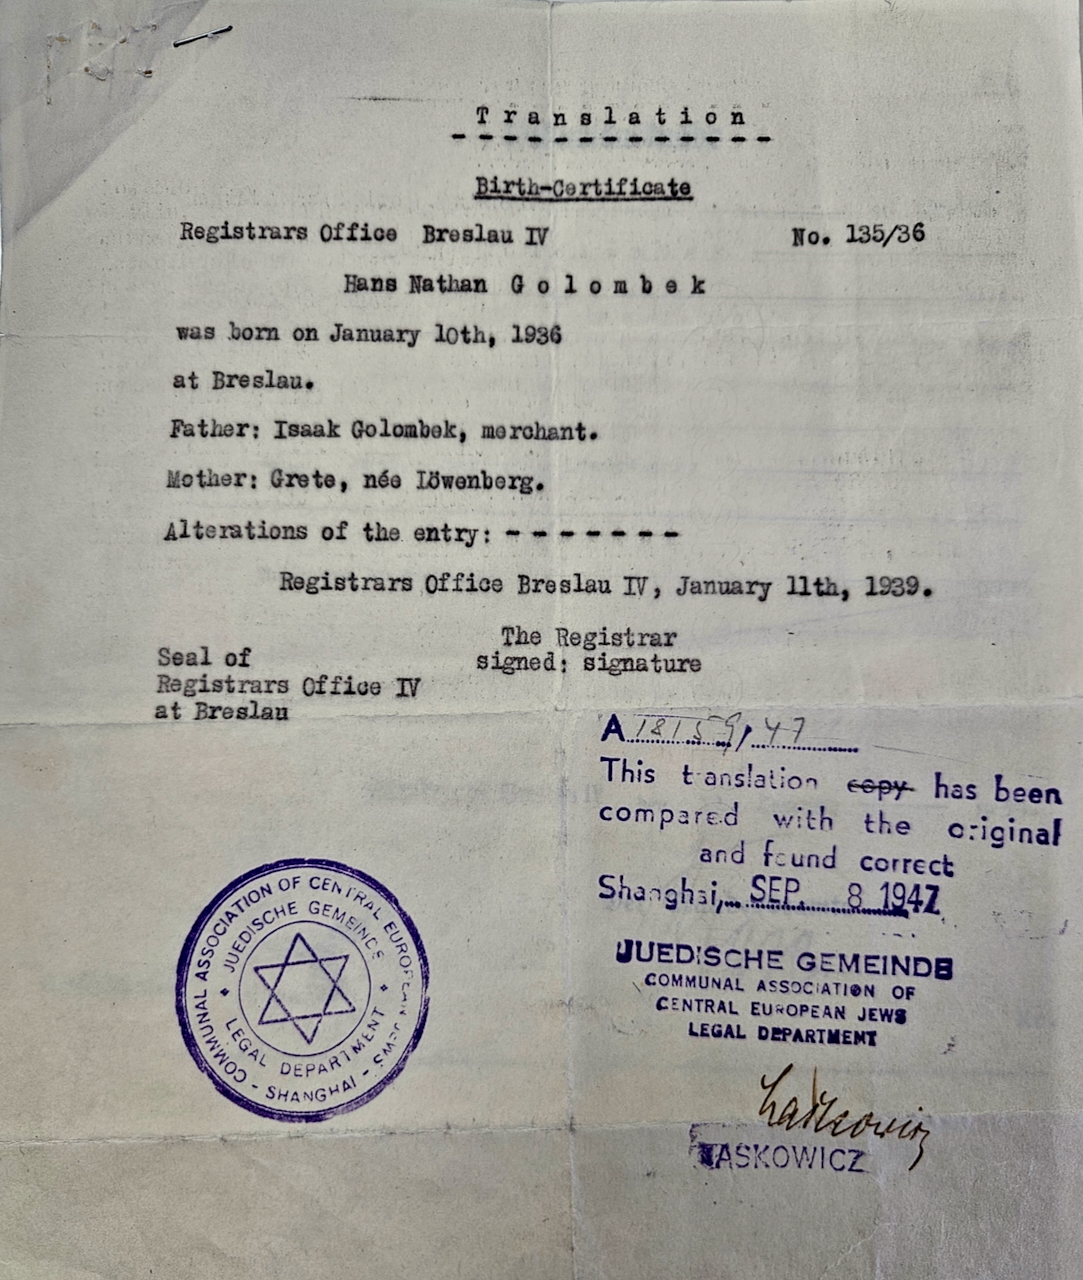 Translation
Birth-Certificate
Registrars Office Breslau IV No. 135/36
Hans Nathan Golombek
was born on January 10th, 1936
at Breslau.
Father: Isaak Golombek, merchant.
Mother: Grete, née Löwenberg.
Alterations of the entry: - - - - - - -
Registrars Office Breslau IV, January 11th, 1939.
The Registrar
signed: signature
Seal of
Registrars Office IV
at Breslau
A 18159/47
This translation copy has been
compared with the original
and found correct
Shanghai, SEP. 8 1947
COMMUNAL ASSOCIATION OF CENTRAL EUROPEAN JEWS - SHANGHAI -
JUEDISCHE GEMEINDE
LEGAL DEPARTMENT
JUEDISCHE GEMEINDE
COMMUNAL ASSOCIATION OF
CENTRAL EUROPEAN JEWS
LEGAL DEPARTMENT
Laskowicz
LASKOWICZ